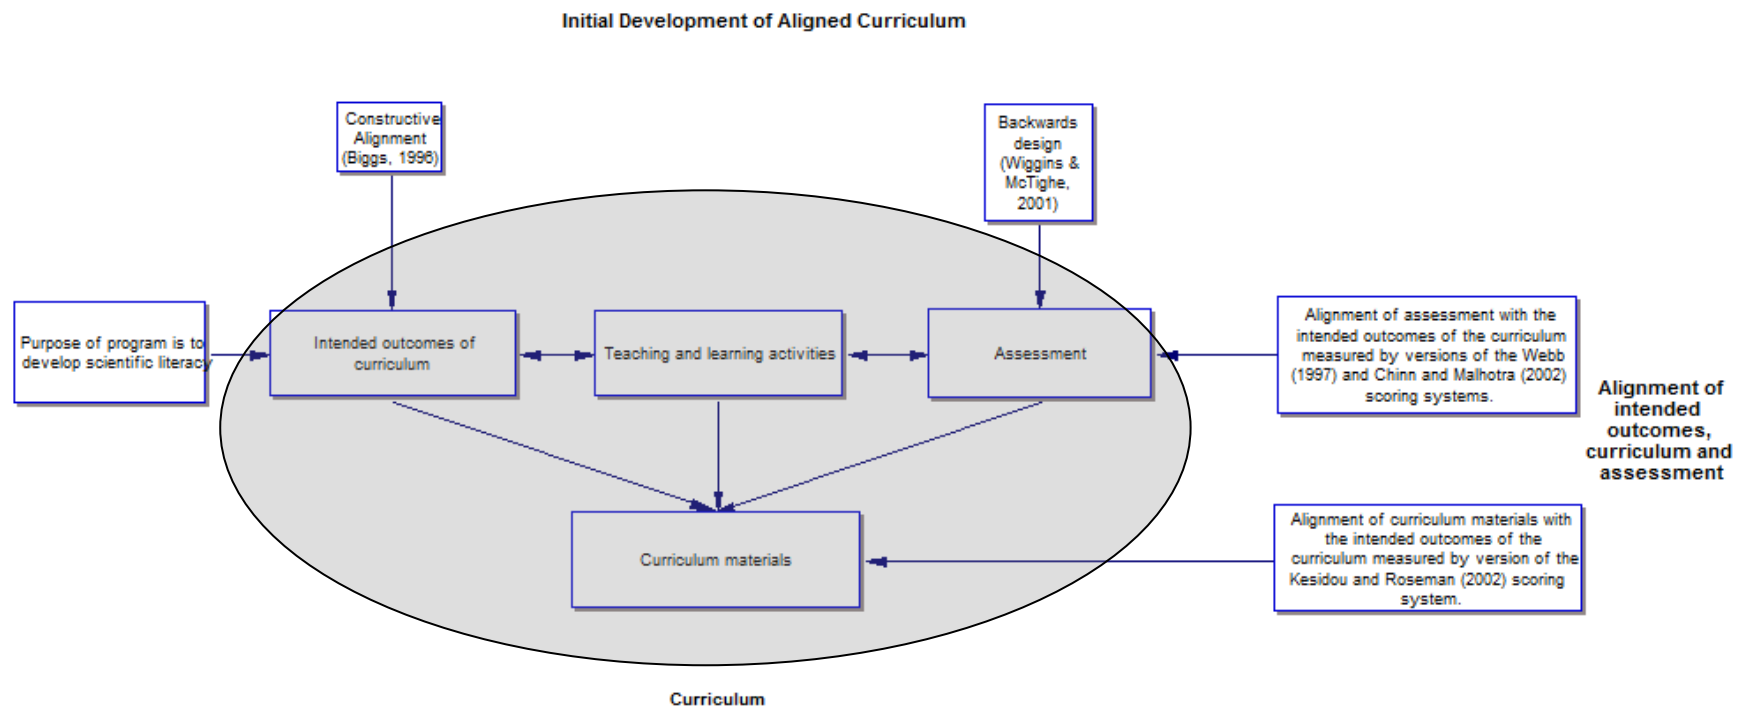 Initial Development of Aligned Curriculum
Constructive
Alignment
(Biggs, 1996)
Backwards
design
(Wiggins &
McTighe,
2001)
Purpose of program is to
develop scientific literacy
Intended outcomes of
curriculum
Teaching and learning activities
Assessment
Alignment of assessment with the
intended outcomes of the curriculum
measured by versions of the Webb
(1997) and Chinn and Malhotra (2002)
scoring systems.
Alignment of
intended
outcomes,
curriculum and
assessment
Curriculum materials
Alignment of curriculum materials with
the intended outcomes of the
curriculum measured by version of the
Kesidou and Roseman (2002) scoring
system.
Curriculum